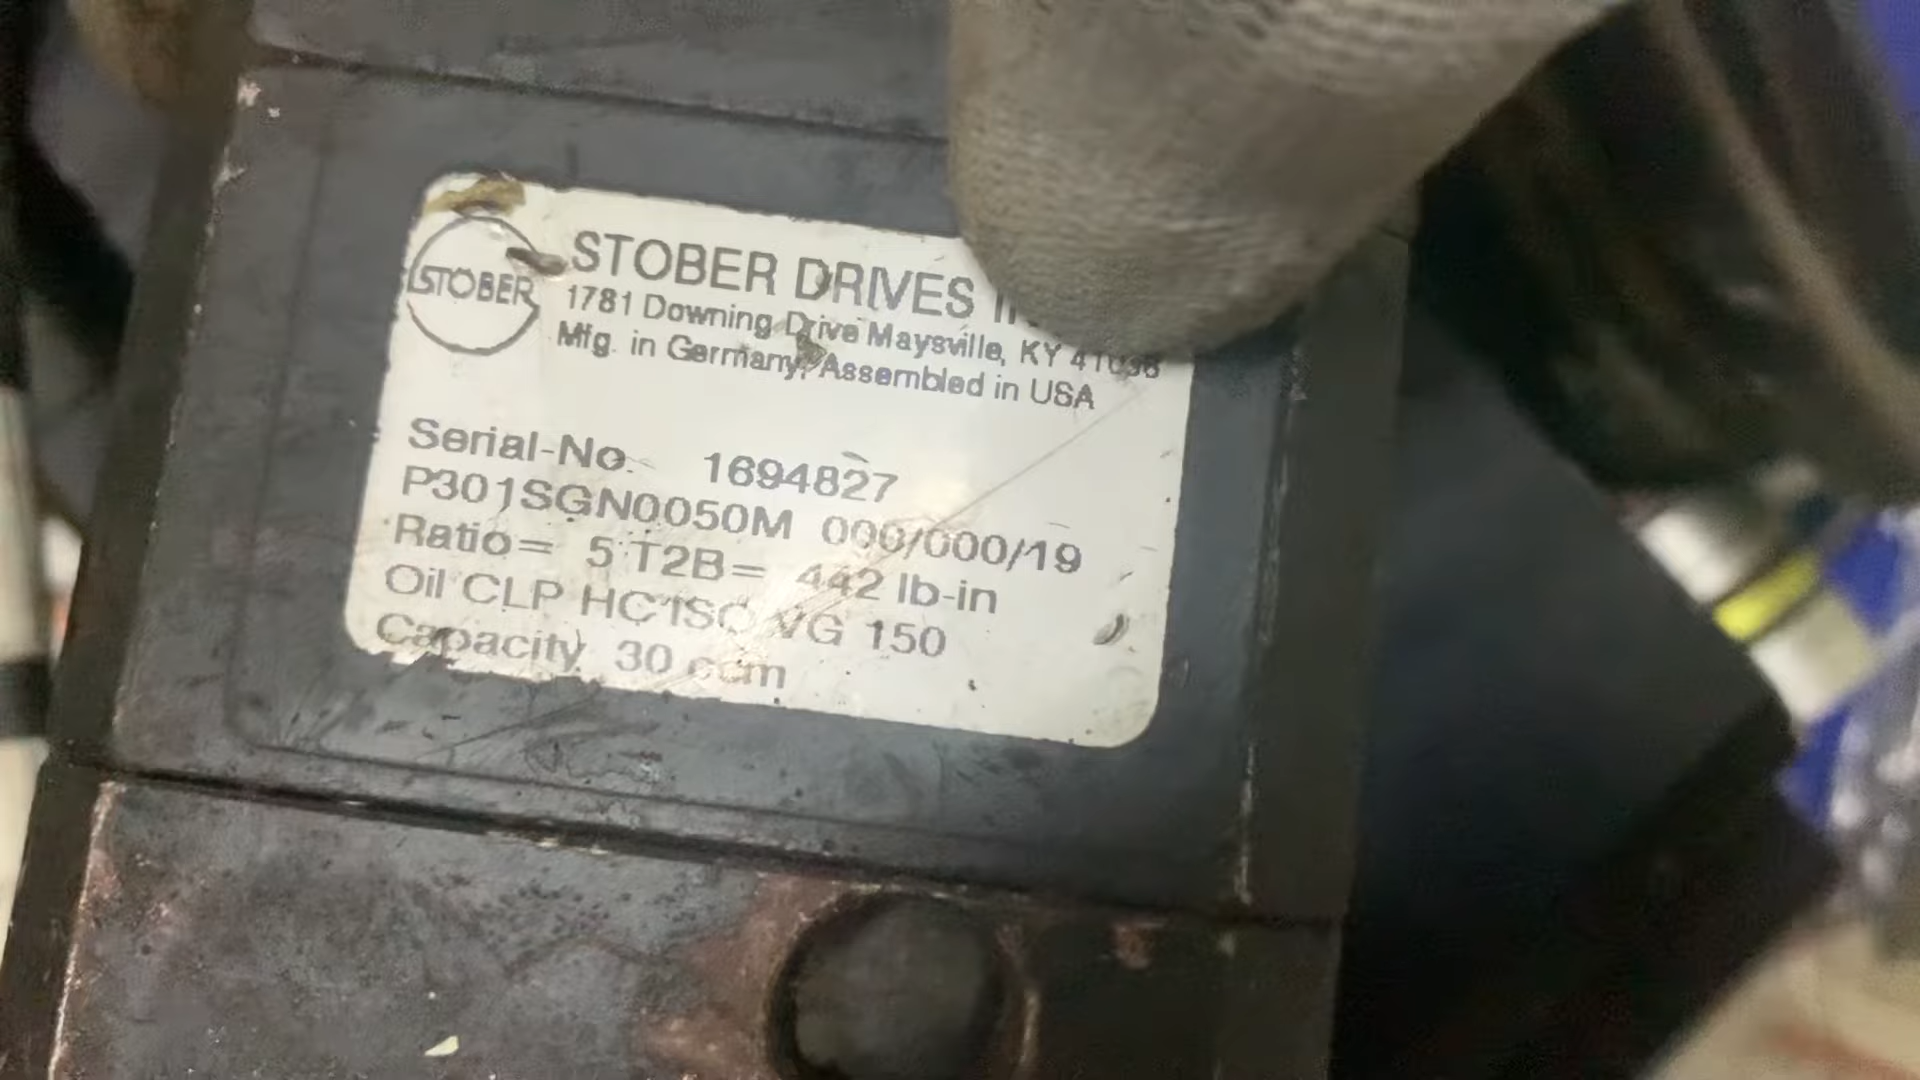 STOBER
STOBER DRIVES
1781 Downing Drive Maysville, KY
Mfg. in Germany, Assembled in USA
Serial-No. 1694827
P301SGN0050M 000/000/19
Ratio= 5 T2B= 442 lb-in
Oil CLP HC ISO VG 150
Capacity 30 ccm